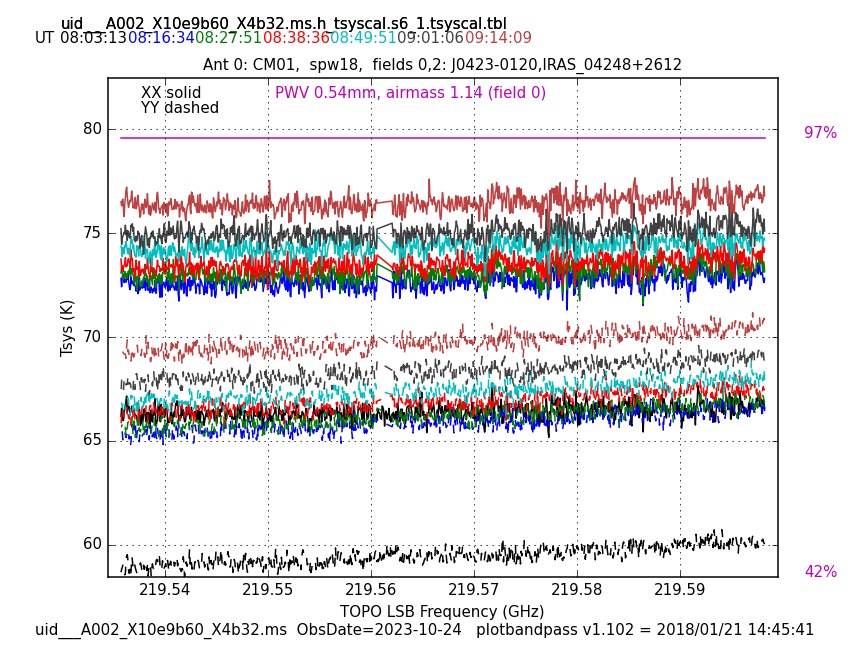 uid___A002_X10e9b60_X4b32.ms.h_tsyscal.s6_1.tsyscal.tbl
UT 08:03:13 08:16:34 08:27:51 08:38:36 08:49:51 09:01:06 09:14:09
Ant 0: CM01,  spw18,  fields 0,2: J0423-0120,IRAS_04248+2612
XX solid
PWV 0.54mm, airmass 1.14 (field 0)
YY dashed
97%
80
75
70
65
60
Tsys (K)
42%
219.54 219.55 219.56 219.57 219.58 219.59
TOPO LSB Frequency (GHz)
uid___A002_X10e9b60_X4b32.ms  ObsDate=2023-10-24   plotbandpass v1.102 = 2018/01/21 14:45:41